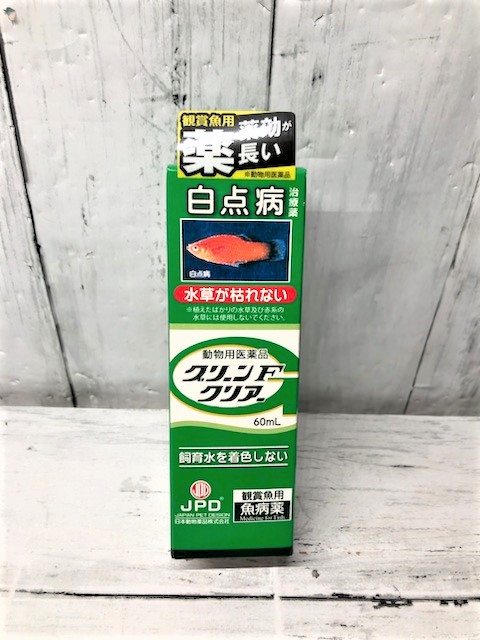 観賞魚用
薬
薬効が
長い
※動物用医薬品
白点病
治療薬
白点病
水草が枯れない
※植えたばかりの水草及び赤系の
水草には使用しないでください。
動物用医薬品
グリーンF
クリアー
60mL
飼育水を着色しない
JPD
JAPAN PET DESIGN
日本動物薬品株式会社
観賞魚用
魚病薬
Medicine for Fish